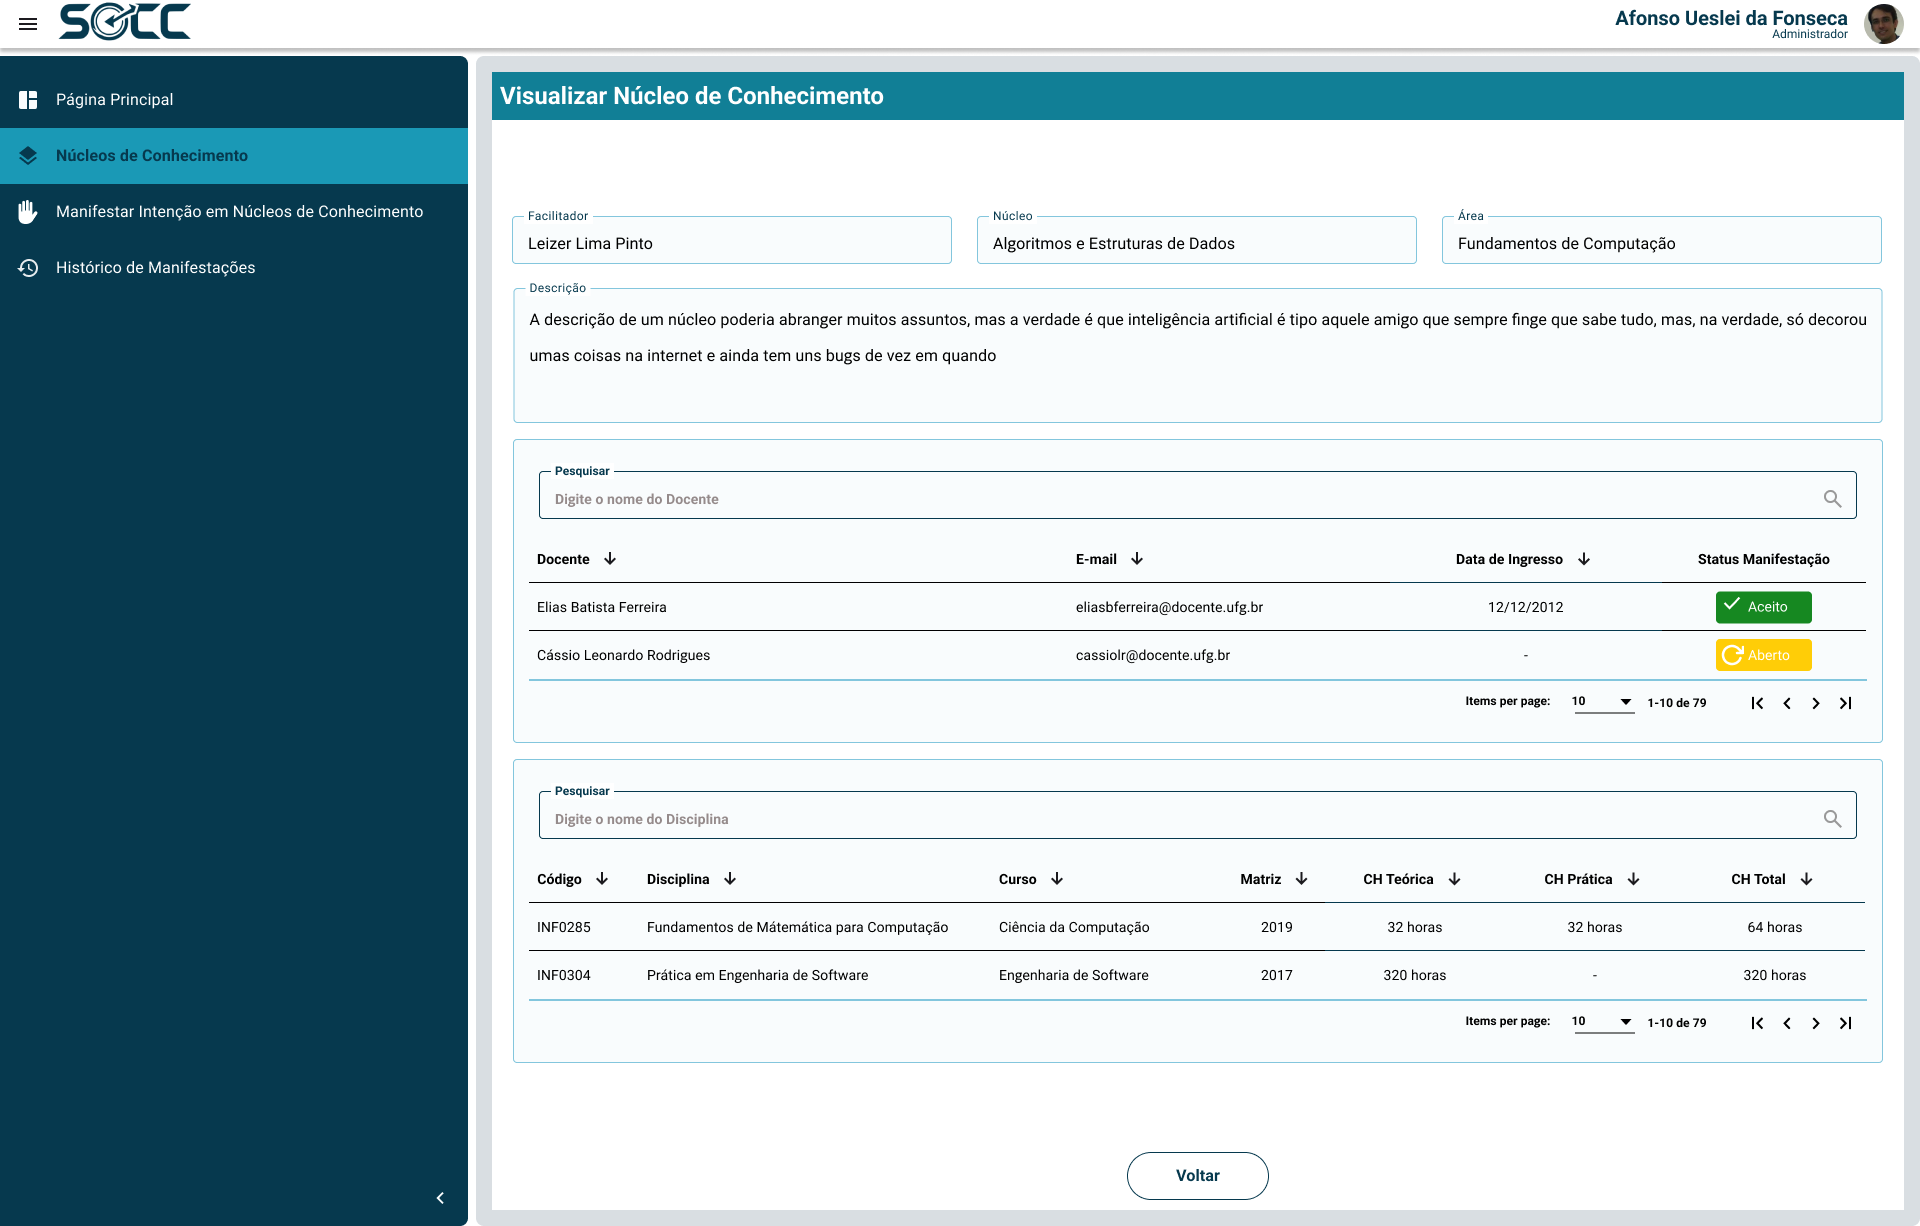 SOCC
Afonso Ueslei da Fonseca
Administrador
Página Principal
Núcleos de Conhecimento
Manifestar Intenção em Núcleos de Conhecimento
Histórico de Manifestações
Visualizar Núcleo de Conhecimento
Facilitador
Leizer Lima Pinto
Núcleo
Algoritmos e Estruturas de Dados
Área
Fundamentos de Computação
Descrição
A descrição de um núcleo poderia abranger muitos assuntos, mas a verdade é que inteligência artificial é tipo aquele amigo que sempre finge que sabe tudo, mas, na verdade, só decorou
umas coisas na internet e ainda tem uns bugs de vez em quando
Pesquisar
Digite o nome do Docente
Docente E-mail Data de Ingresso Status Manifestação
Elias Batista Ferreira eliasbferreira@docente.ufg.br 12/12/2012 Aceito
Cássio Leonardo Rodrigues cassiolr@docente.ufg.br - Aberto
Items per page: 10 1-10 de 79
Pesquisar
Digite o nome do Disciplina
Código Disciplina Curso Matriz CH Teórica CH Prática CH Total
INF0285 Fundamentos de Mátemática para Computação Ciência da Computação 2019 32 horas 32 horas 64 horas
INF0304 Prática em Engenharia de Software Engenharia de Software 2017 320 horas - 320 horas
Items per page: 10 1-10 de 79
Voltar